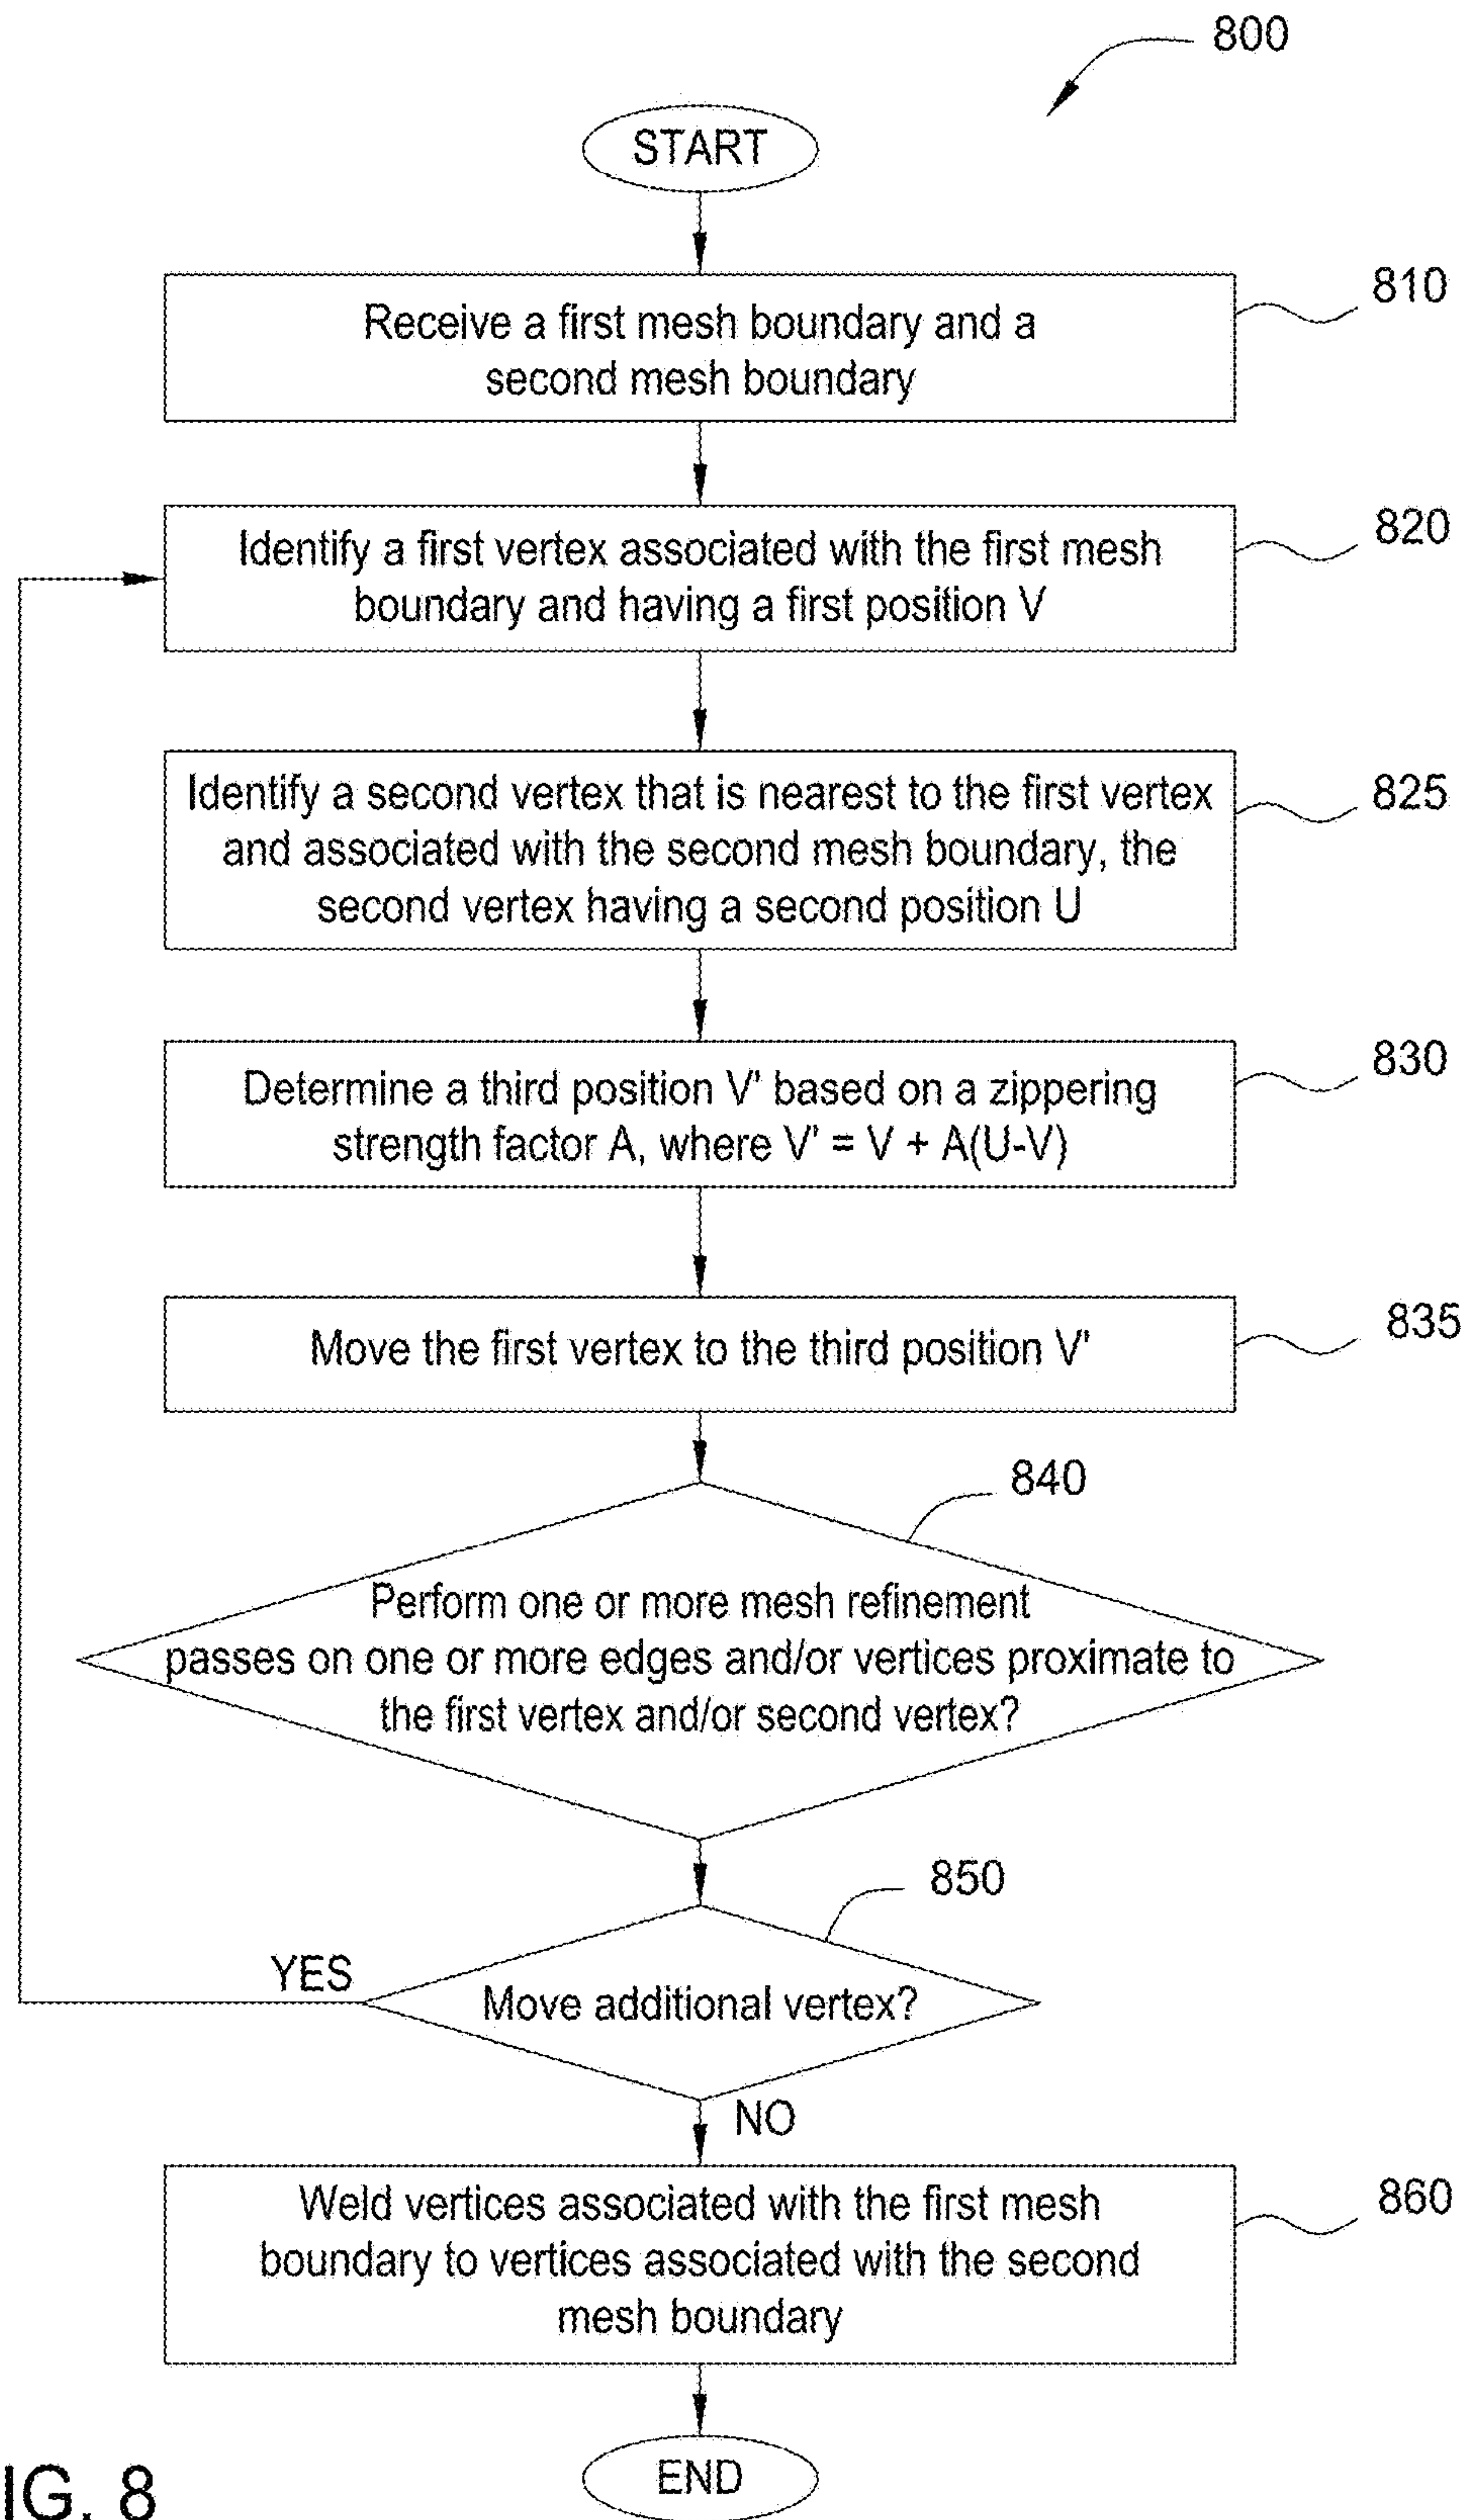 800
START
810
Receive a first mesh boundary and a
second mesh boundary
820
Identify a first vertex associated with the first mesh
boundary and having a first position V
825
Identify a second vertex that is nearest to the first vertex
and associated with the second mesh boundary, the
second vertex having a second position U
830
Determine a third position V' based on a zippering
strength factor A, where V' = V + A(U-V)
835
Move the first vertex to the third position V'
840
Perform one or more mesh refinement
passes on one or more edges and/or vertices proximate to
the first vertex and/or second vertex?
850
YES
Move additional vertex?
NO
860
Weld vertices associated with the first mesh
boundary to vertices associated with the second
mesh boundary
END
IG. 8